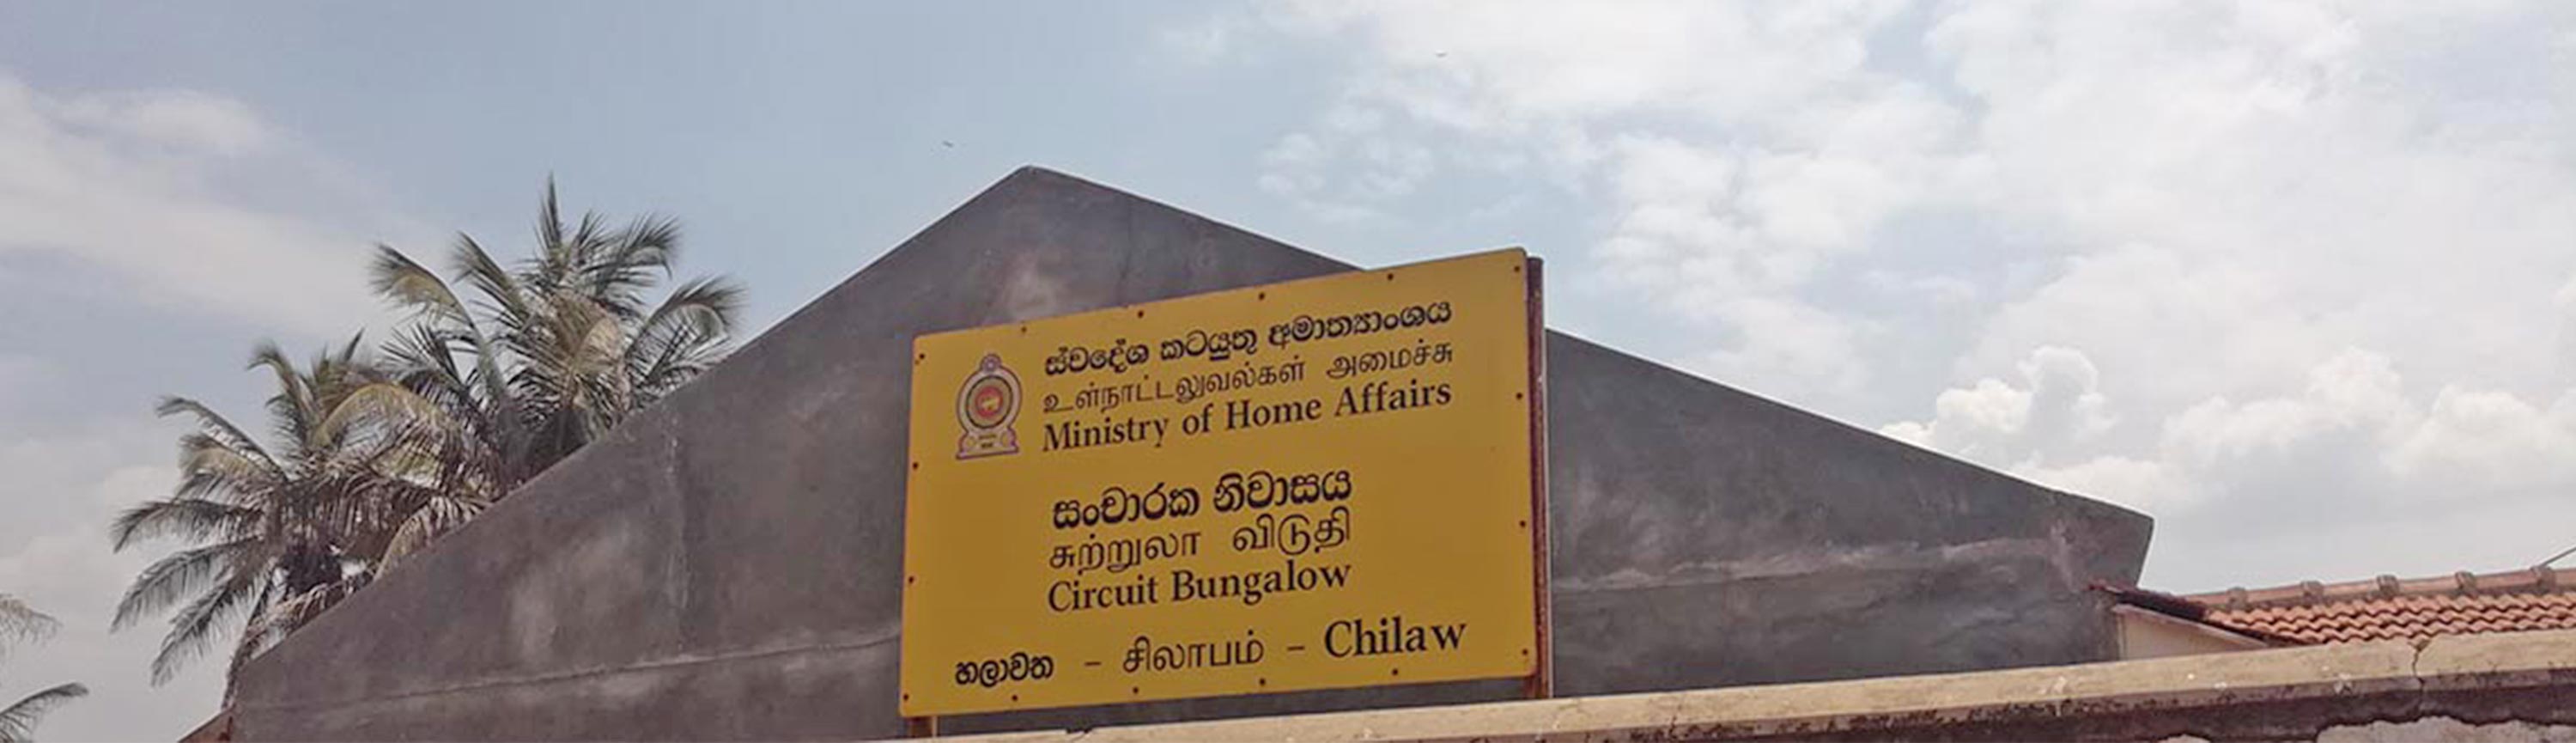 ස්වදේශ කටයුතු අමාත්‍යාංශය
உள்நாட்டலுவல்கள் அமைச்சு
Ministry of Home Affairs
සංචාරක නිවාසය
சுற்றுலா விடுதி
Circuit Bungalow
හලාවත - சிலாபம் - Chilaw